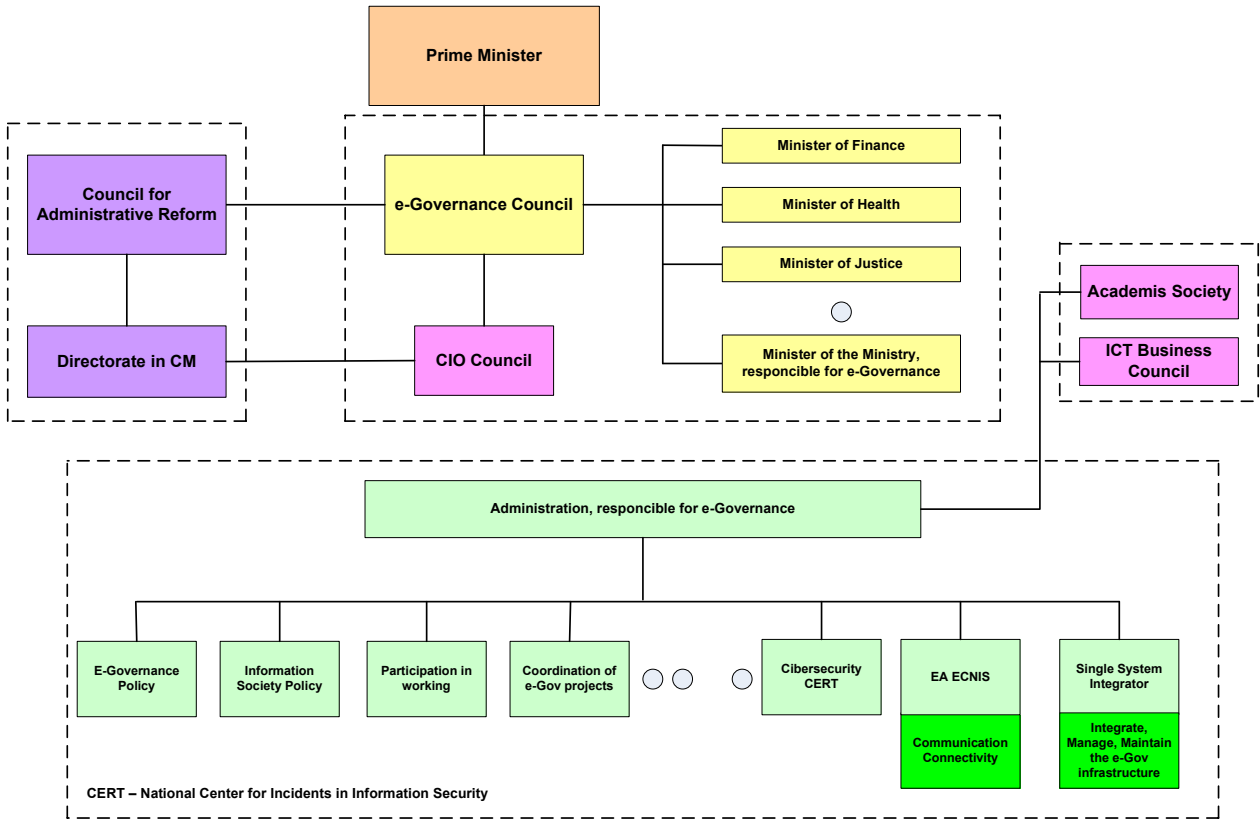 Prime Minister
Council for
Administrative Reform
e-Governance Council
Minister of Finance
Minister of Health
Minister of Justice
Minister of the Ministry,
responcible for e-Governance
Directorate in CM
CIO Council
Academis Society
ICT Business
Council
Administration, responcible for e-Governance
E-Governance
Policy
Information
Society Policy
Participation in
working
Coordination of
e-Gov projects
Cibersecurity
CERT
EA ECNIS
Communication
Connectivity
Single System
Integrator
Integrate,
Manage, Maintain
the e-Gov
infrastructure
CERT – National Center for Incidents in Information Security